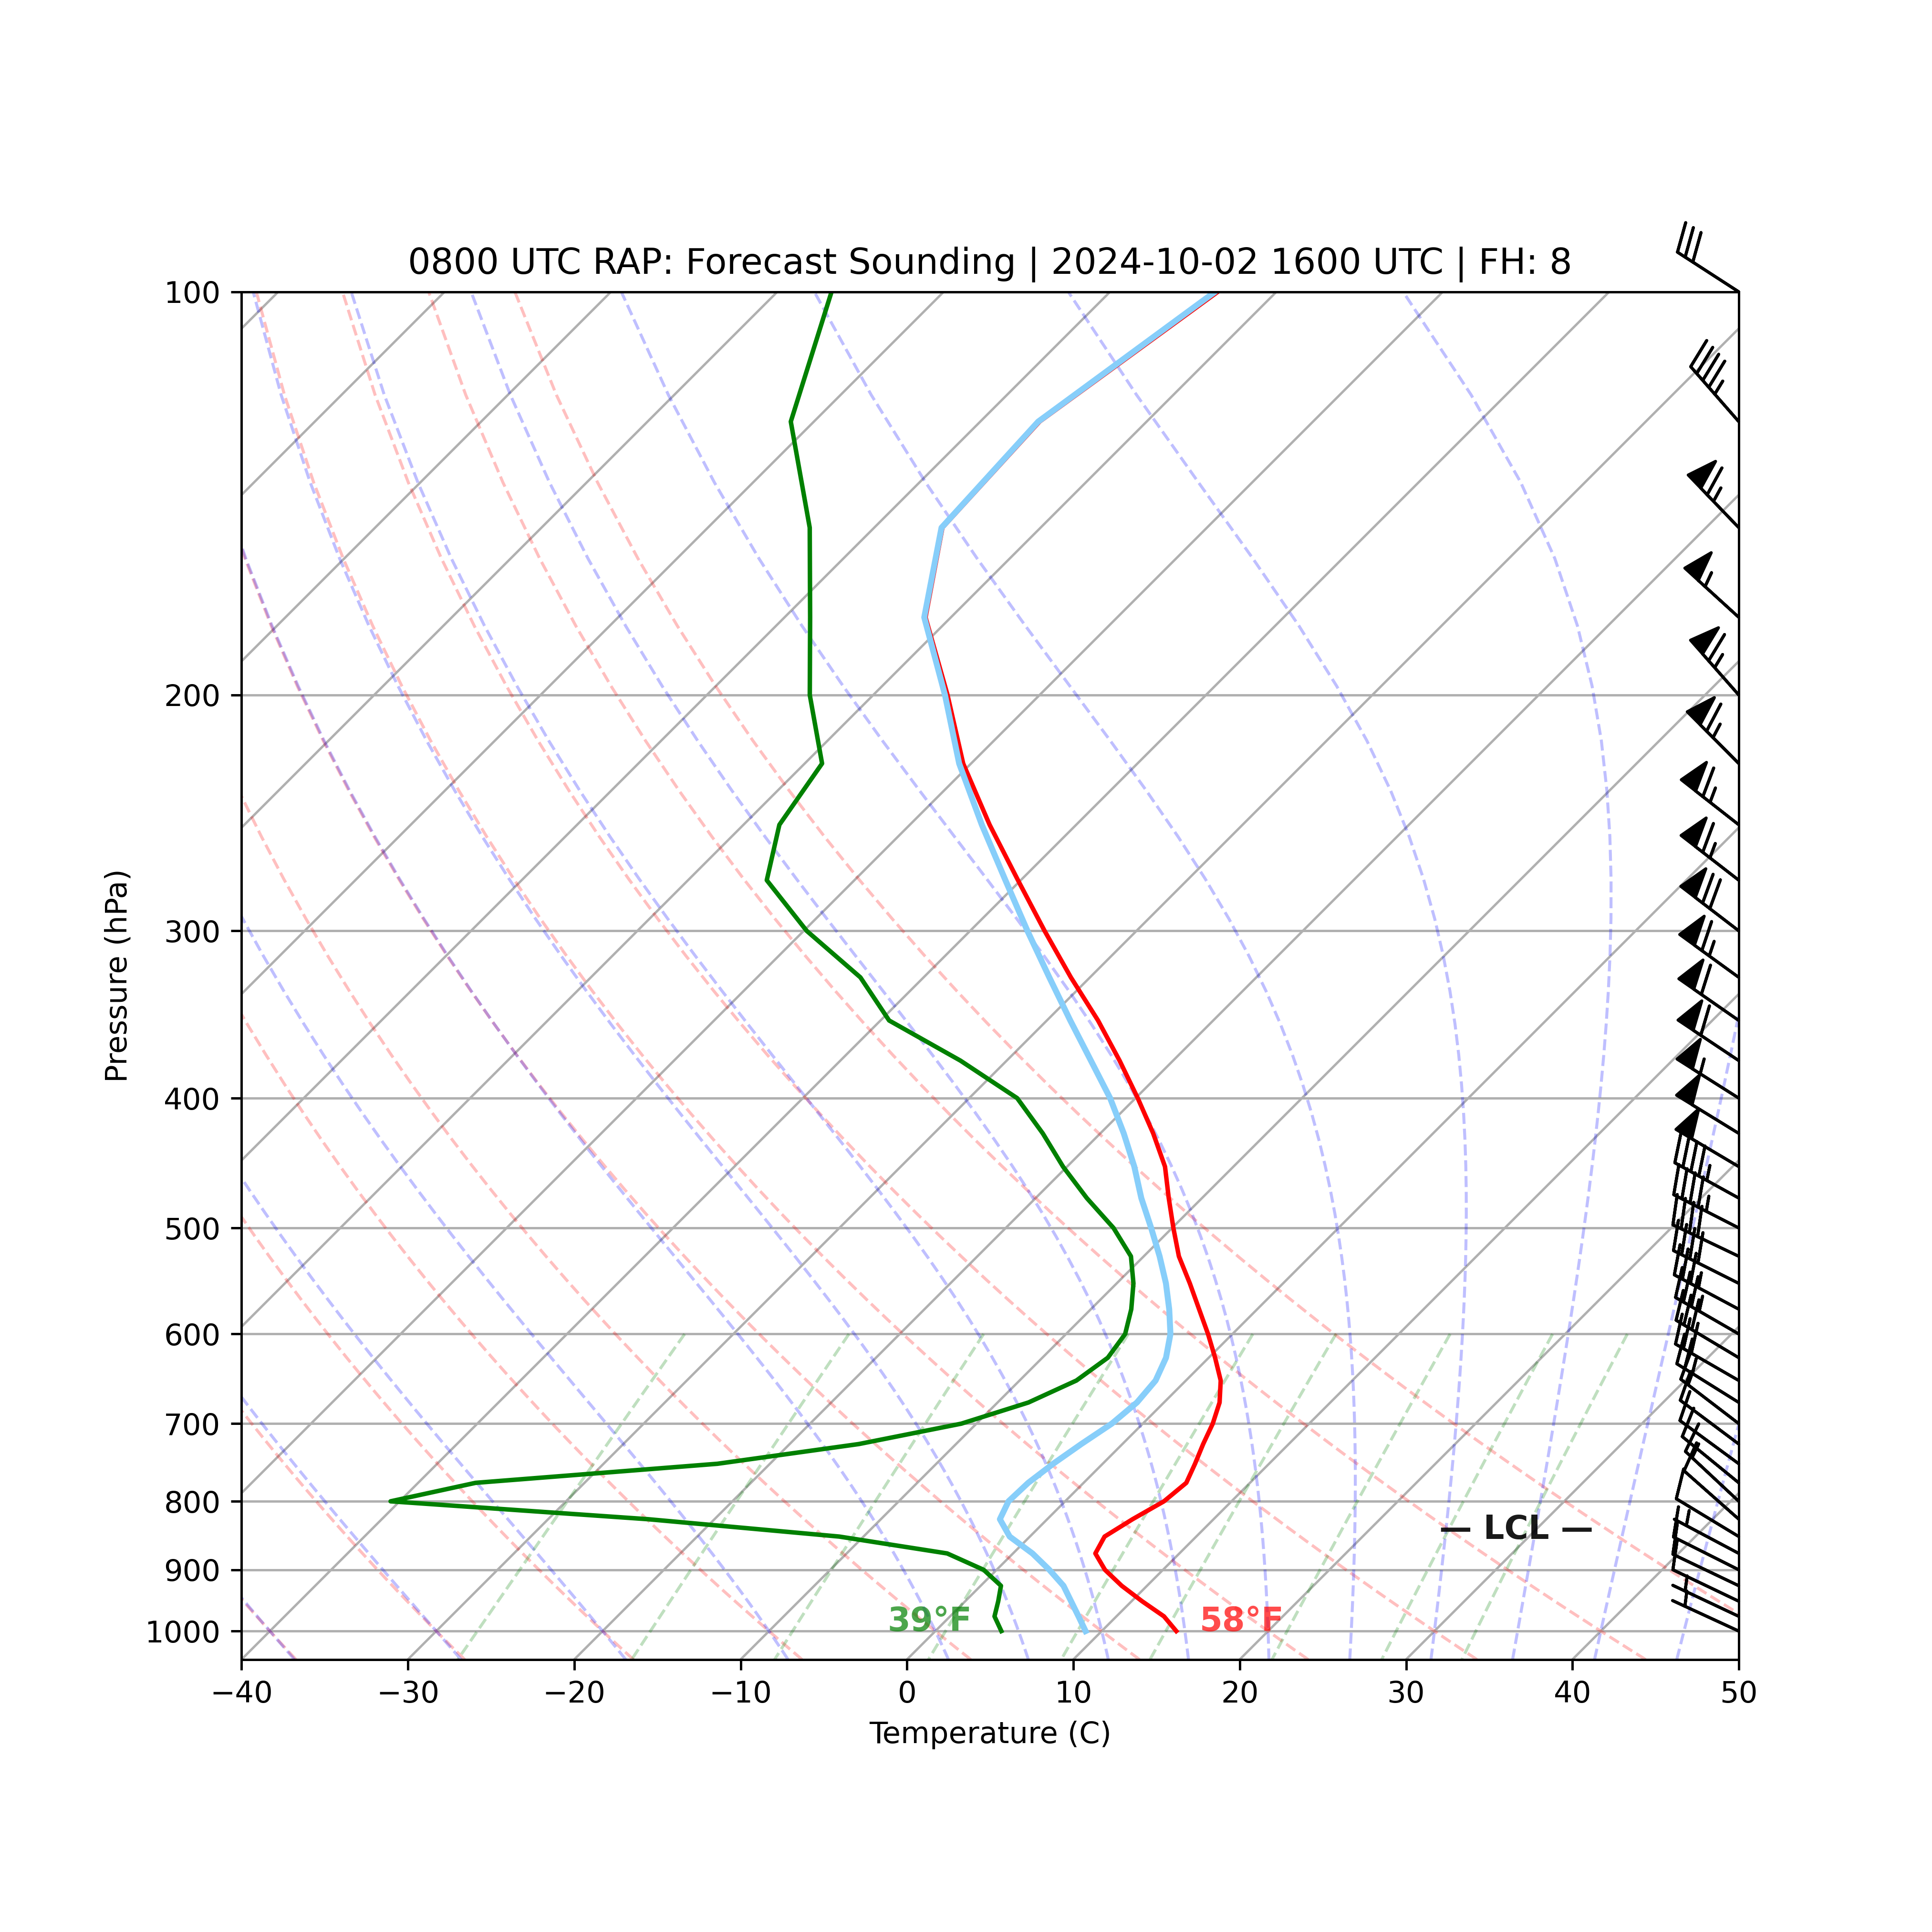 0800 UTC RAP: Forecast Sounding | 2024-10-02 1600 UTC | FH: 8
100
200
300
400
500
600
700
800
900
1000
Pressure (hPa)
— LCL —
39°F
58°F
−40 −30 −20 −10 0 10 20 30 40 50
Temperature (C)